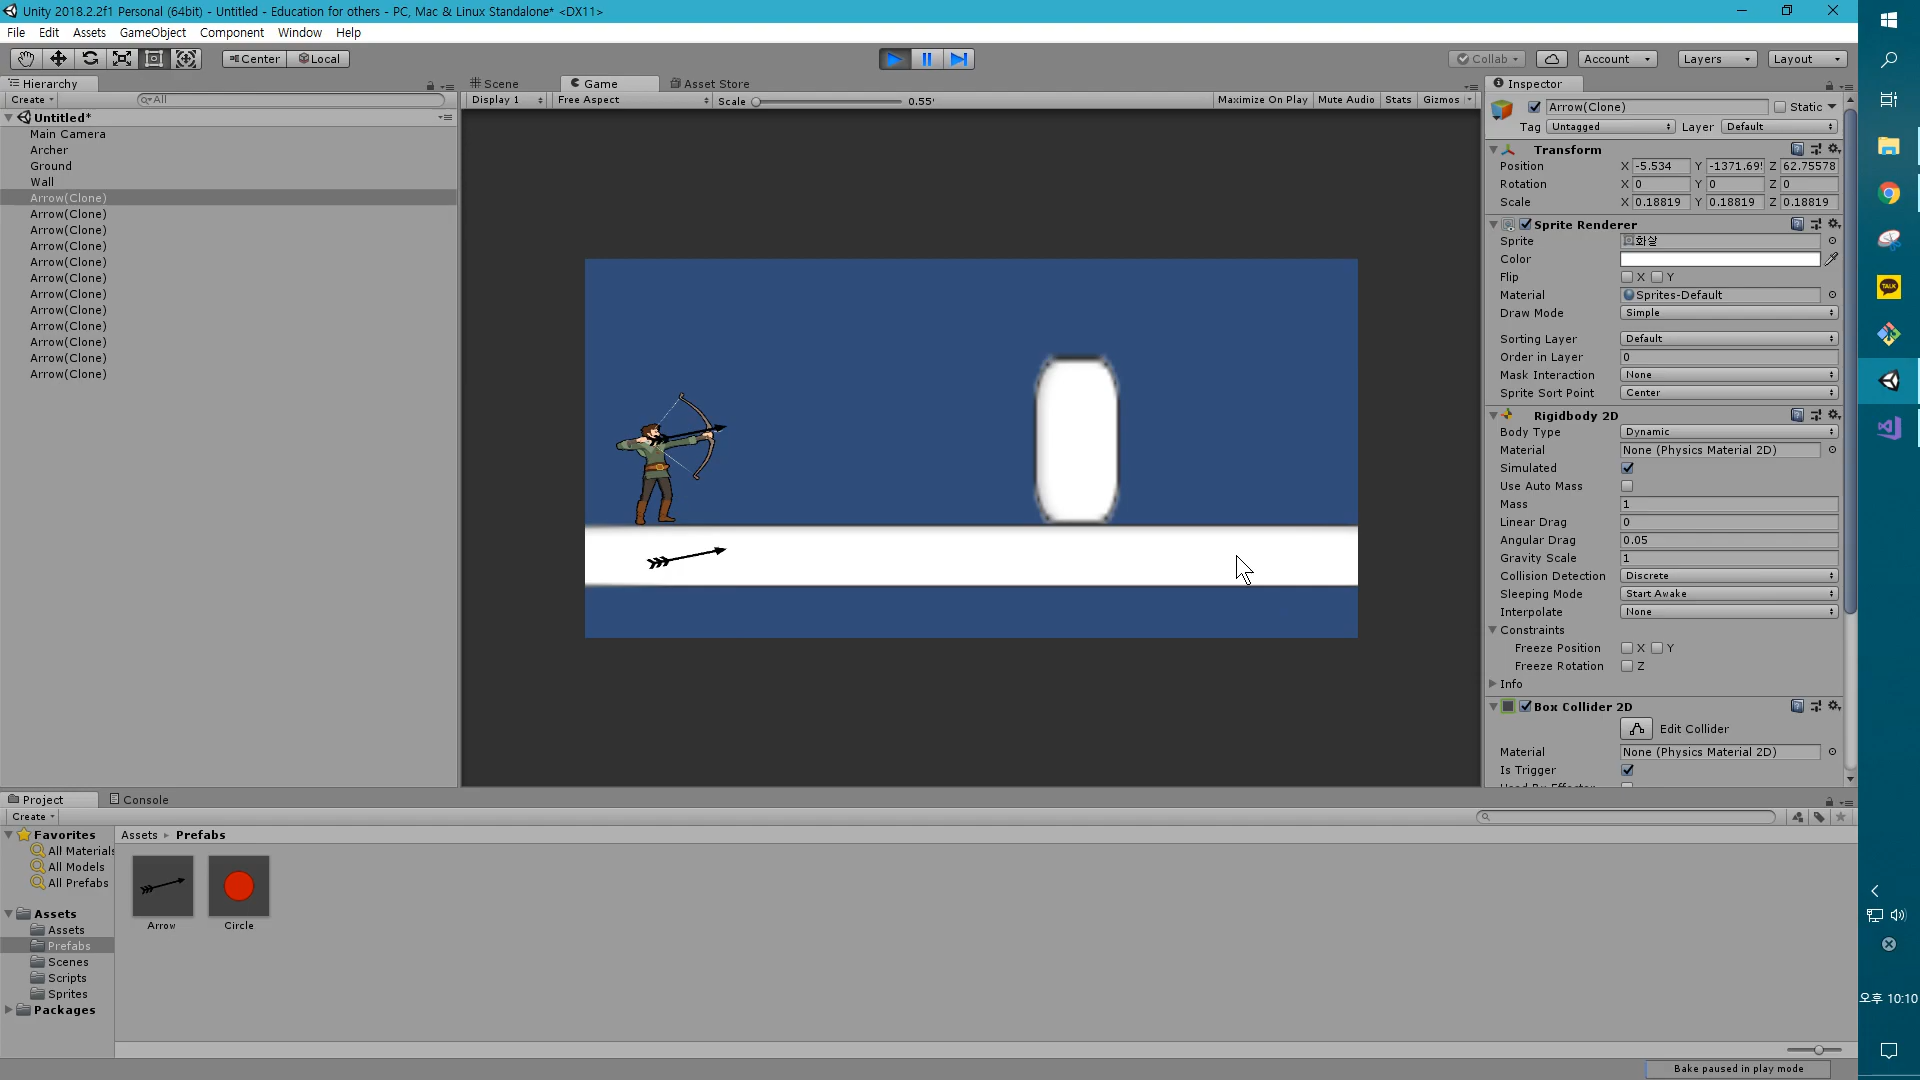 Unity 2018.2.2f1 Personal (64bit) - Untitled - Education for others - PC, Mac & Linux Standalone* <DX11>
File Edit Assets GameObject Component Window Help
Center Local
Collab Account Layers Layout
Hierarchy
Create All
Untitled*
Main Camera
Archer
Ground
Wall
Arrow(Clone)
Arrow(Clone)
Arrow(Clone)
Arrow(Clone)
Arrow(Clone)
Arrow(Clone)
Arrow(Clone)
Arrow(Clone)
Arrow(Clone)
Arrow(Clone)
Arrow(Clone)
Arrow(Clone)
Scene Game Asset Store
Display 1 Free Aspect Scale 0.55 Maximize On Play Mute Audio Stats Gizmos
Inspector
Arrow(Clone) Static
Tag Untagged Layer Default
Transform
Position X -5.534 Y -1371.69 Z 62.75578
Rotation X 0 Y 0 Z 0
Scale X 0.18819 Y 0.18819 Z 0.18819
Sprite Renderer
Sprite 화살
Color
Flip X Y
Material Sprites-Default
Draw Mode Simple
Sorting Layer Default
Order in Layer 0
Mask Interaction None
Sprite Sort Point Center
Rigidbody 2D
Body Type Dynamic
Material None (Physics Material 2D)
Simulated
Use Auto Mass
Mass 1
Linear Drag 0
Angular Drag 0.05
Gravity Scale 1
Collision Detection Discrete
Sleeping Mode Start Awake
Interpolate None
Constraints
Freeze Position X Y
Freeze Rotation Z
Info
Box Collider 2D
Edit Collider
Material None (Physics Material 2D)
Is Trigger
Project Console
Create
Favorites
All Materials
All Models
All Prefabs
Assets
Assets
Prefabs
Scenes
Scripts
Sprites
Packages
Assets Prefabs
Arrow Circle
Bake paused in play mode
TALK
오후 10:10